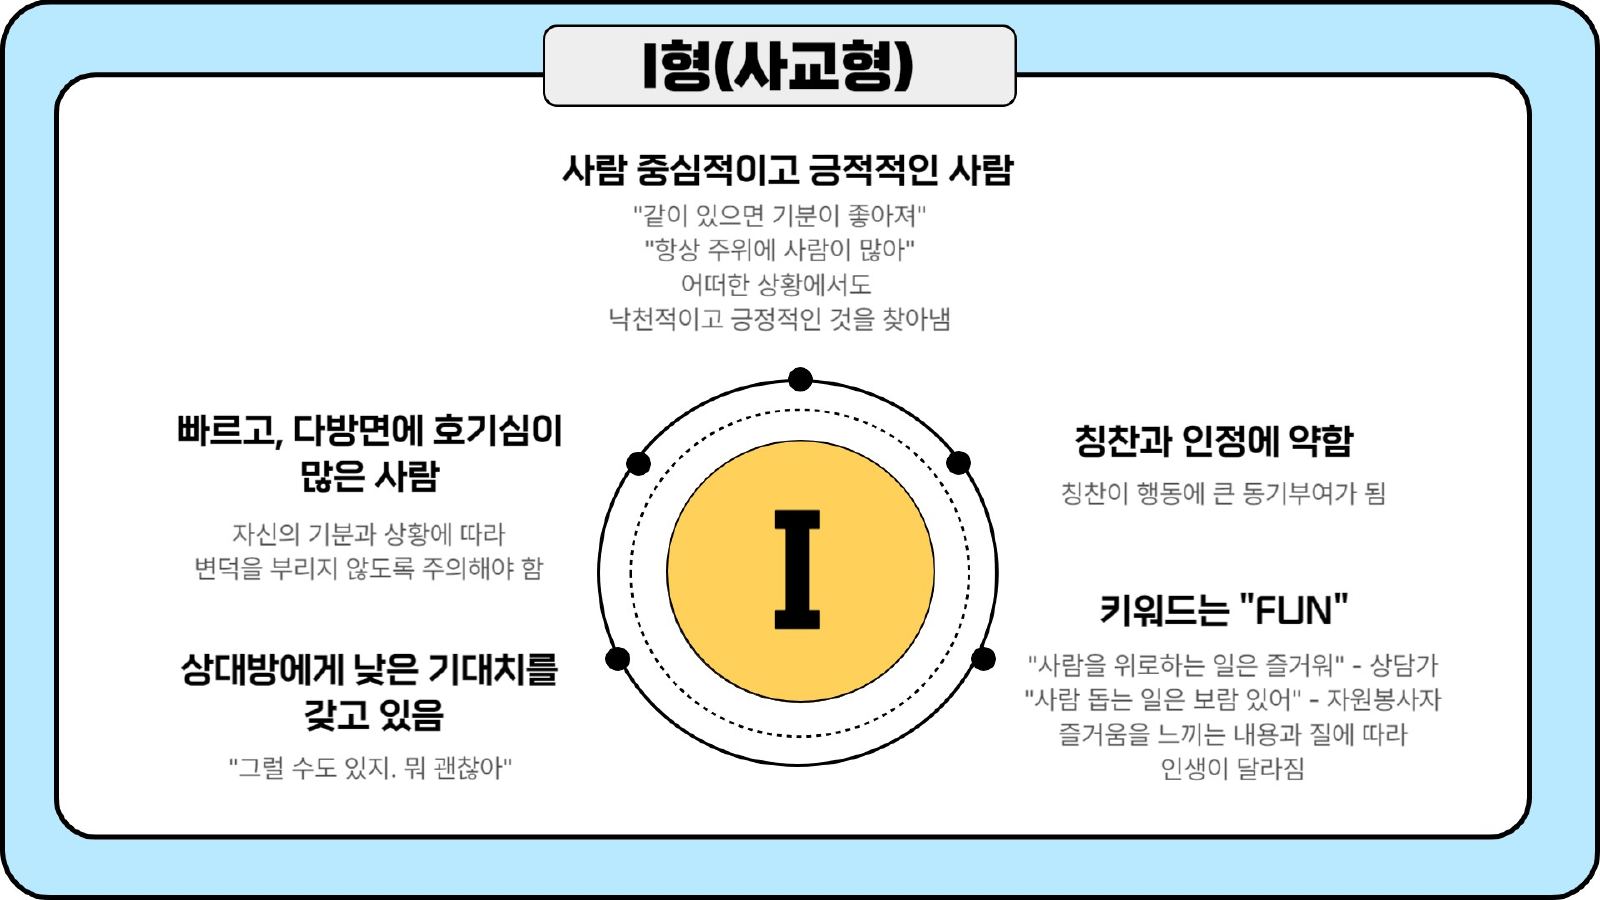 I형(사교형)
사람 중심적이고 긍적적인 사람
"같이 있으면 기분이 좋아져"
"항상 주위에 사람이 많아"
어떠한 상황에서도
낙천적이고 긍정적인 것을 찾아냄
빠르고, 다방면에 호기심이
많은 사람
자신의 기분과 상황에 따라
변덕을 부리지 않도록 주의해야 함
상대방에게 낮은 기대치를
갖고 있음
"그럴 수도 있지. 뭐 괜찮아"
I
칭찬과 인정에 약함
칭찬이 행동에 큰 동기부여가 됨
키워드는 "FUN"
"사람을 위로하는 일은 즐거워" - 상담가
"사람 돕는 일은 보람 있어" - 자원봉사자
즐거움을 느끼는 내용과 질에 따라
인생이 달라짐